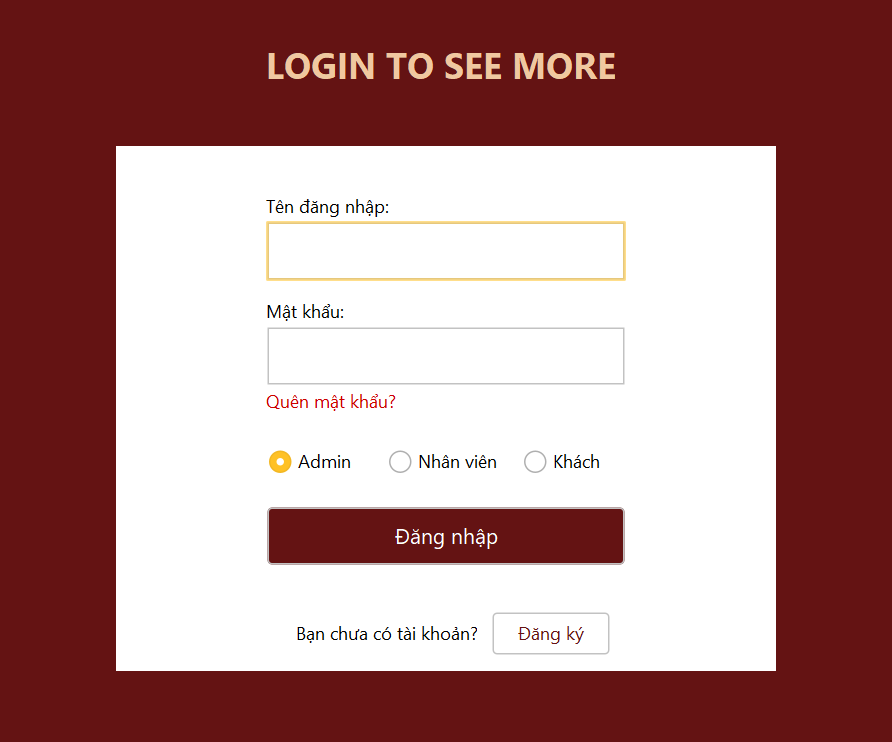 LOGIN TO SEE MORE
Tên đăng nhập:
Mật khẩu:
Quên mật khẩu?
Admin Nhân viên Khách
Đăng nhập
Bạn chưa có tài khoản? Đăng ký